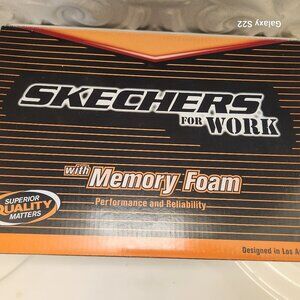 Galaxy S22
SKECHERS
FOR WORK
with Memory Foam
Performance and Reliability
SUPERIOR
QUALITY
MATTERS
Designed in Los A